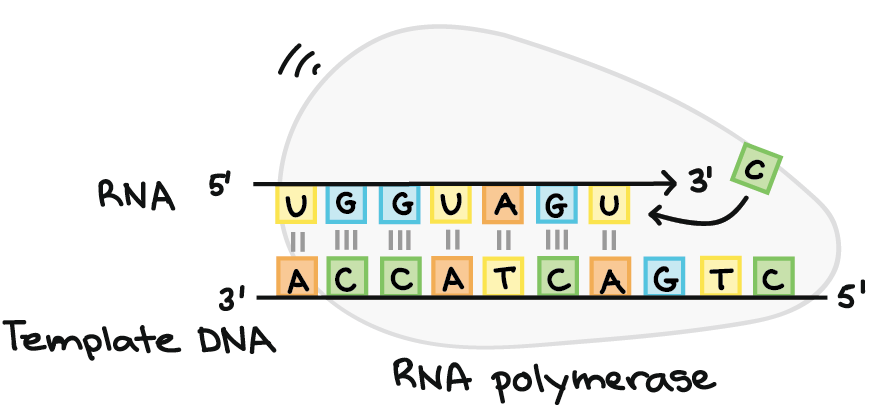 C
RNA 5' 3'
U G G U A G U
A C C A T C A G T C
3' 5'
Template DNA
RNA polymerase